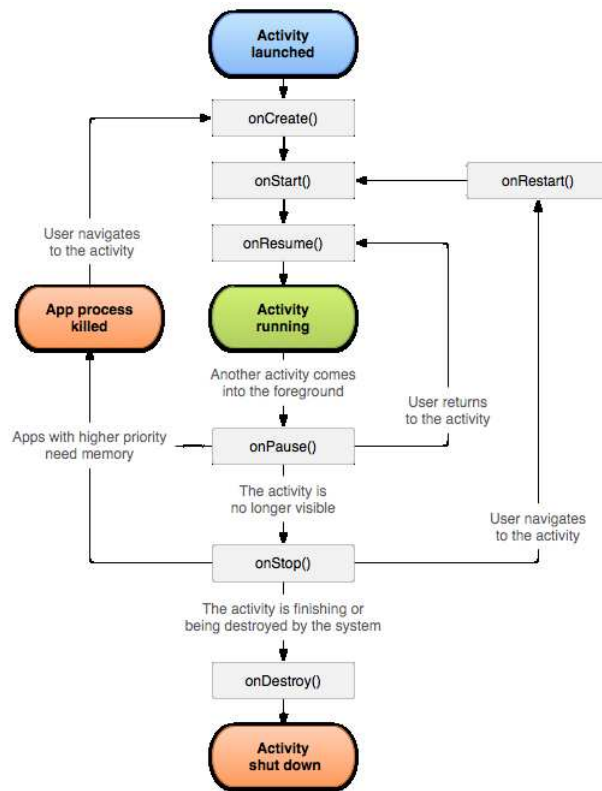 Activity
launched
onCreate()
onStart()
onRestart()
onResume()
User navigates
to the activity
App process
killed
Activity
running
Another activity comes
into the foreground
User returns
to the activity
Apps with higher priority
need memory
onPause()
The activity is
no longer visible
User navigates
to the activity
onStop()
The activity is finishing or
being destroyed by the system
onDestroy()
Activity
shut down